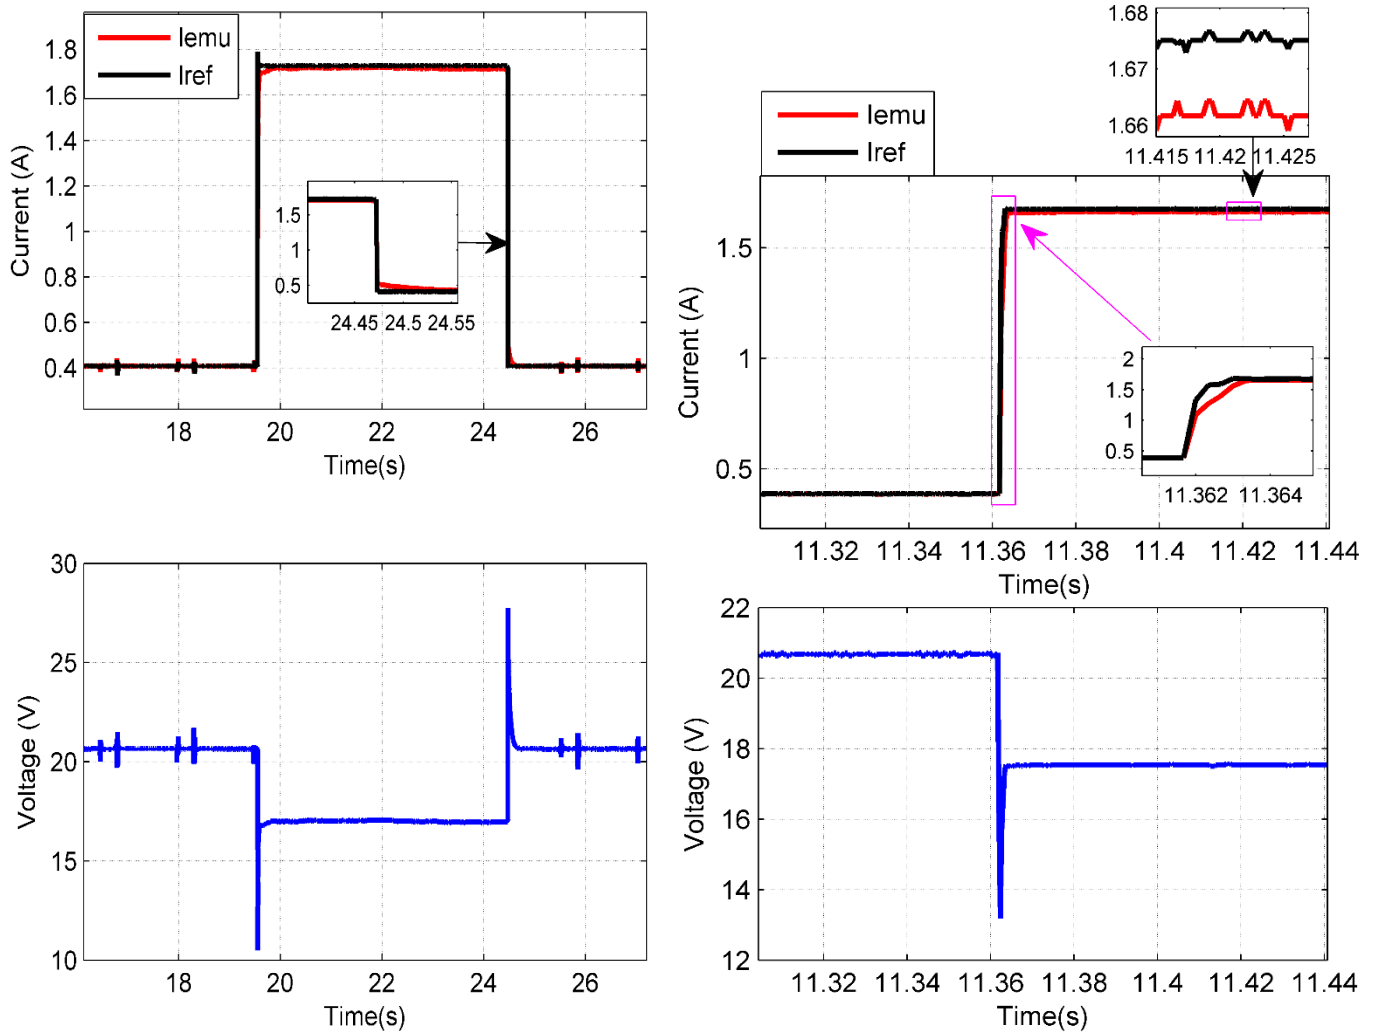 Iemu
Iref
1.8
1.6
1.4
1.2
1
0.8
0.6
0.4
Current (A)
1.5
1
0.5
24.45 24.5 24.55
18 20 22 24 26
Time(s)
1.68
1.67
1.66
11.415 11.42 11.425
Iemu
Iref
1.5
1
0.5
Current (A)
2
1.5
1
0.5
11.362 11.364
11.32 11.34 11.36 11.38 11.4 11.42 11.44
Time(s)
30
25
20
15
10
Voltage (V)
18 20 22 24 26
Time(s)
22
20
18
16
14
12
Voltage (V)
11.32 11.34 11.36 11.38 11.4 11.42 11.44
Time(s)